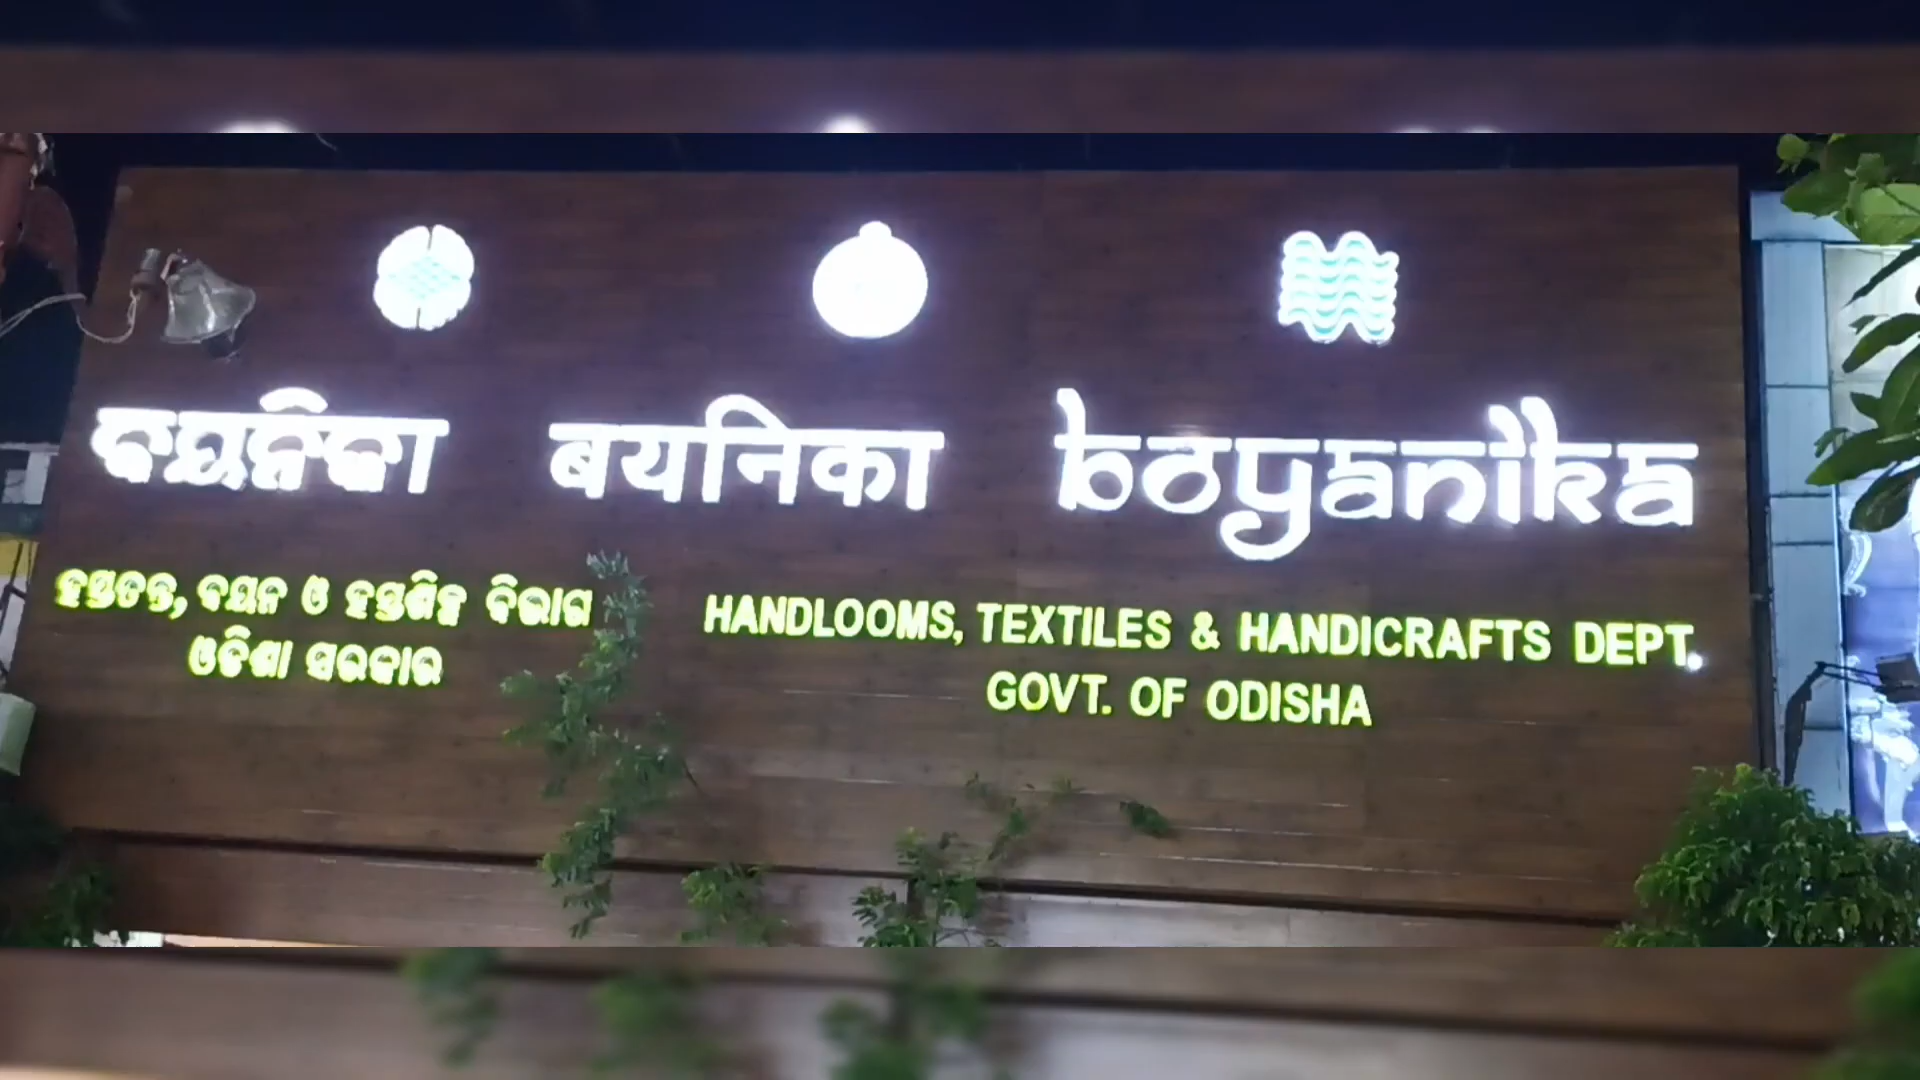 ବୟନିକା बयनिका boyanika
ହସ୍ତତନ୍ତ, ବୟନ ଓ ହସ୍ତଶିଳ୍ପ ବିଭାଗ
ଓଡିଶା ସରକାର
HANDLOOMS, TEXTILES & HANDICRAFTS DEPT.
GOVT. OF ODISHA